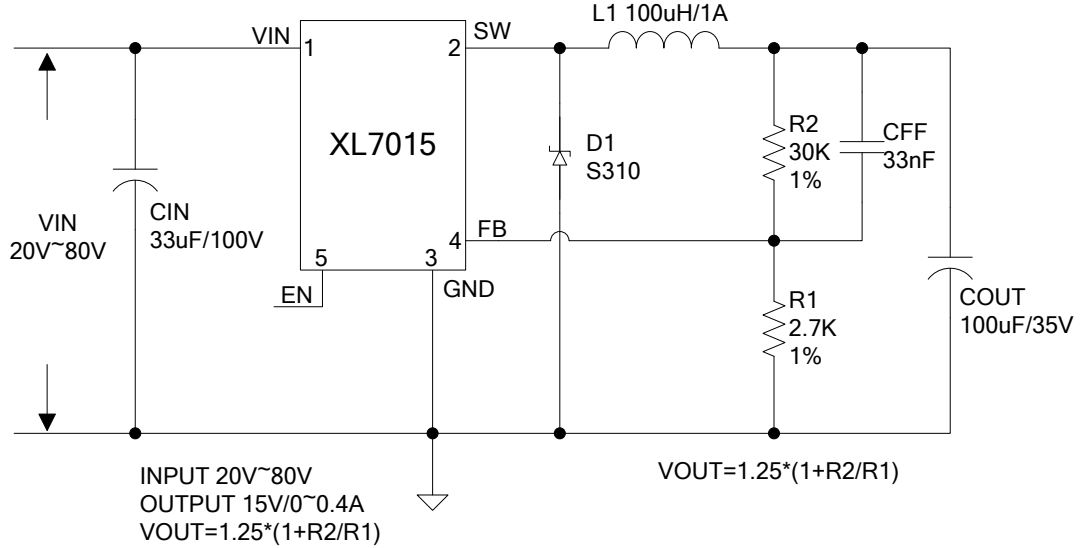 L1 100uH/1A
VIN
1
2
SW
XL7015
D1
S310
R2
30K
1%
CFF
33nF
VIN
20V~80V
CIN
33uF/100V
4
FB
5
3
EN
GND
R1
2.7K
1%
COUT
100uF/35V
INPUT 20V~80V
OUTPUT 15V/0~0.4A
VOUT=1.25*(1+R2/R1)
VOUT=1.25*(1+R2/R1)